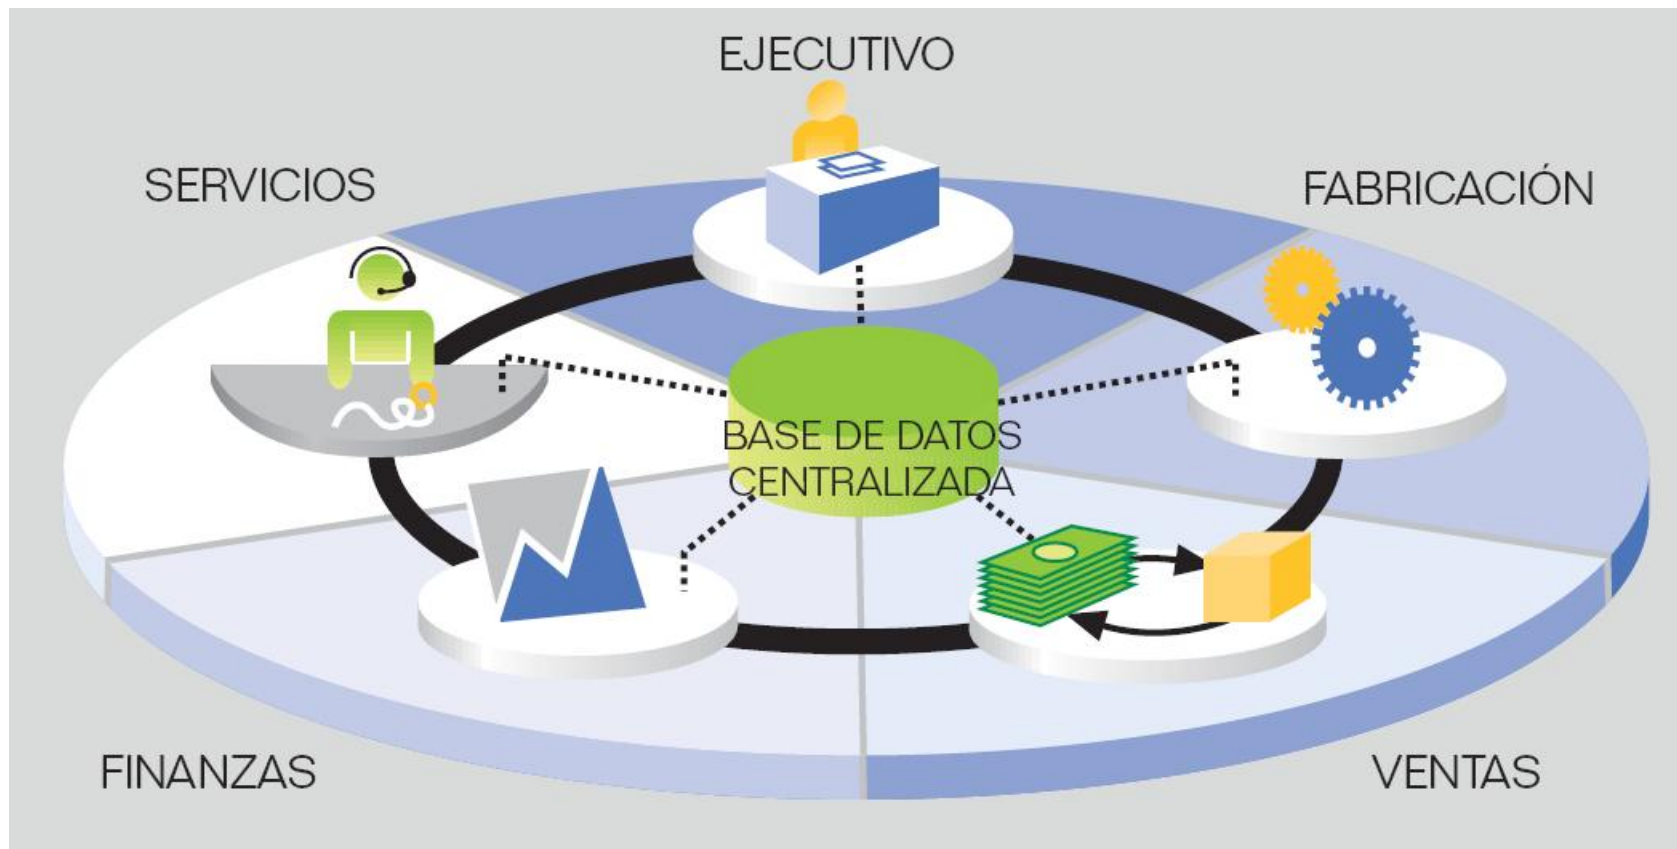 EJECUTIVO
SERVICIOS
FABRICACIÓN
BASE DE DATOS
CENTRALIZADA
FINANZAS
VENTAS